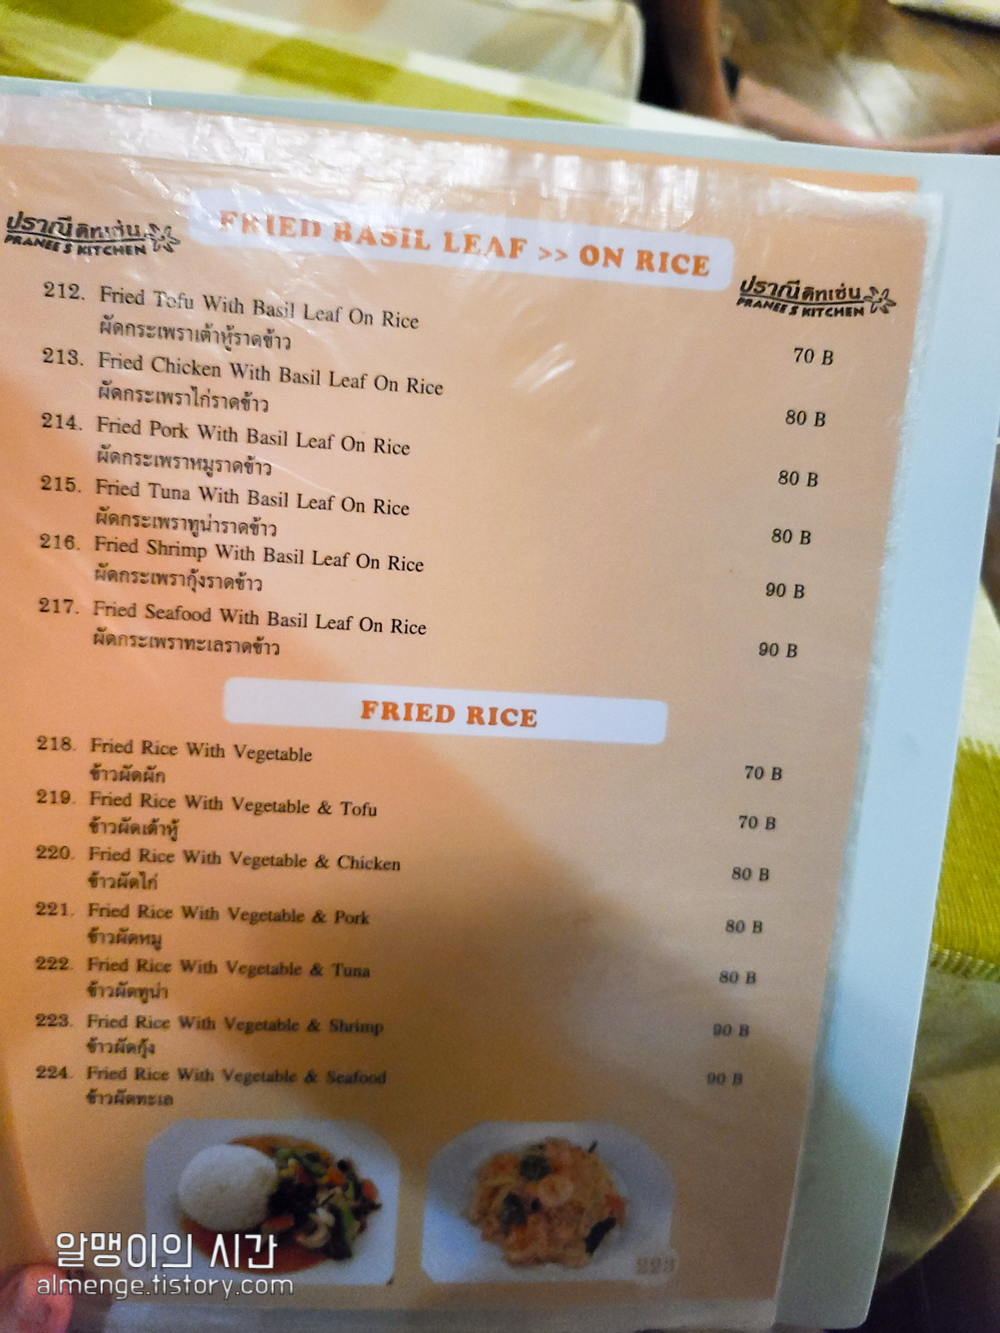 FRIED BASIL LEAF >> ON RICE
ปราณีคิทเช่น
PRANEE'S KITCHEN
ปราณีคิทเช่น
PRANEE'S KITCHEN
212. Fried Tofu With Basil Leaf On Rice 70 B
ผัดกระเพราเต้าหู้ราดข้าว
213. Fried Chicken With Basil Leaf On Rice 80 B
ผัดกระเพราไก่ราดข้าว
214. Fried Pork With Basil Leaf On Rice 80 B
ผัดกระเพราหมูราดข้าว
215. Fried Tuna With Basil Leaf On Rice 80 B
ผัดกระเพราทูน่าราดข้าว
216. Fried Shrimp With Basil Leaf On Rice 90 B
ผัดกระเพรากุ้งราดข้าว
217. Fried Seafood With Basil Leaf On Rice 90 B
ผัดกระเพราทะเลราดข้าว
FRIED RICE
218. Fried Rice With Vegetable 70 B
ข้าวผัดผัก
219. Fried Rice With Vegetable & Tofu 70 B
ข้าวผัดเต้าหู้
220. Fried Rice With Vegetable & Chicken 80 B
ข้าวผัดไก่
221. Fried Rice With Vegetable & Pork 80 B
ข้าวผัดหมู
222. Fried Rice With Vegetable & Tuna 80 B
ข้าวผัดทูน่า
223. Fried Rice With Vegetable & Shrimp 90 B
ข้าวผัดกุ้ง
224. Fried Rice With Vegetable & Seafood 90 B
ข้าวผัดทะเล
223
알맹이의 시간
almenge.tistory.com